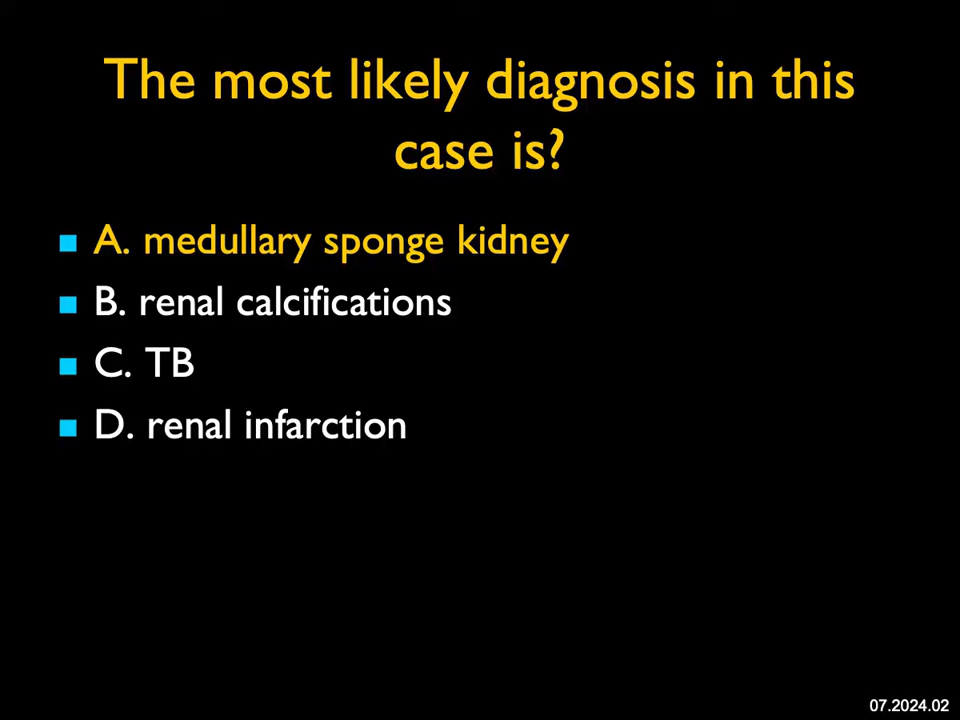 The most likely diagnosis in this
case is?
A. medullary sponge kidney
B. renal calcifications
C. TB
D. renal infarction
07.2024.02